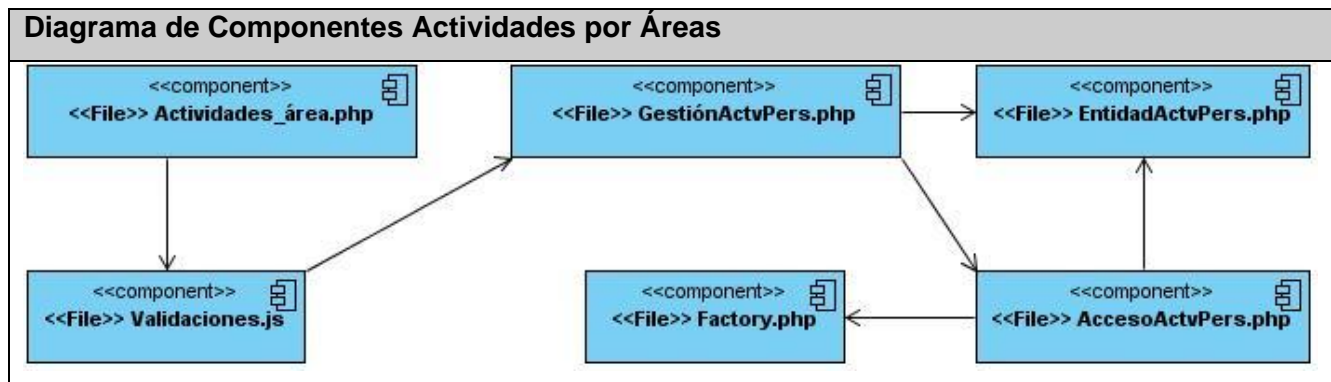 Diagrama de Componentes Actividades por Áreas
<<component>>
<<File>> Actividades_área.php
<<component>>
<<File>> GestiónActvPers.php
<<component>>
<<File>> EntidadActvPers.php
<<component>>
<<File>> Validaciones.js
<<component>>
<<File>> Factory.php
<<component>>
<<File>> AccesoActvPers.php